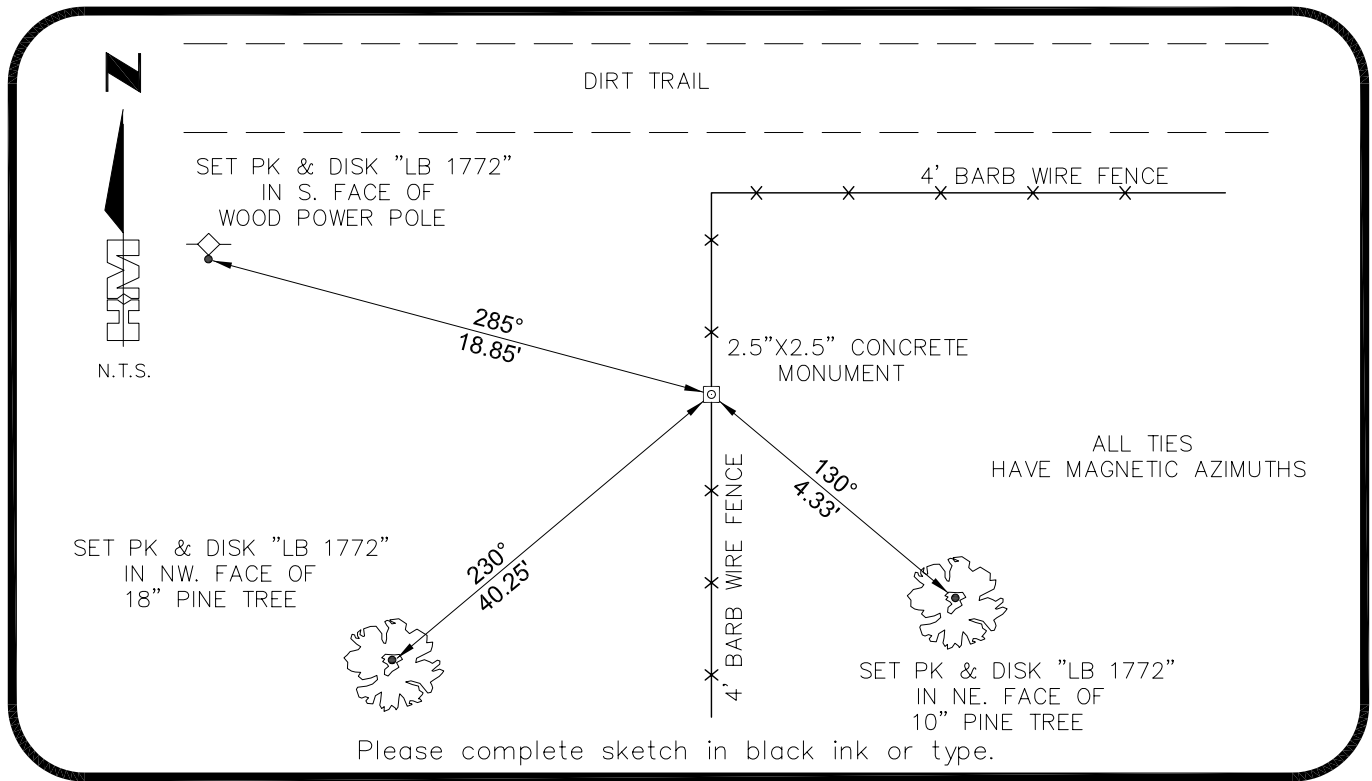 N
DIRT TRAIL
SET PK & DISK "LB 1772"
IN S. FACE OF
WOOD POWER POLE
4' BARB WIRE FENCE
N.T.S.
285°
18.85'
2.5"X2.5" CONCRETE
MONUMENT
ALL TIES
HAVE MAGNETIC AZIMUTHS
130°
4.33'
4' BARB WIRE FENCE
SET PK & DISK "LB 1772"
IN NW. FACE OF
18" PINE TREE
230°
40.25'
SET PK & DISK "LB 1772"
IN NE. FACE OF
10" PINE TREE
Please complete sketch in black ink or type.